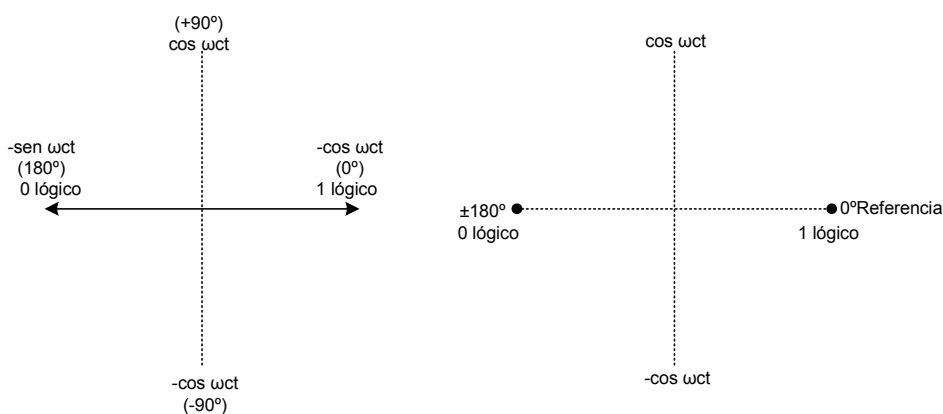 (+90º)
cos ωct
-sen ωct
(180º)
0 lógico
-cos ωct
(0º)
1 lógico
-cos ωct
(-90º)
cos ωct
±180º
0 lógico
0ºReferencia
1 lógico
-cos ωct